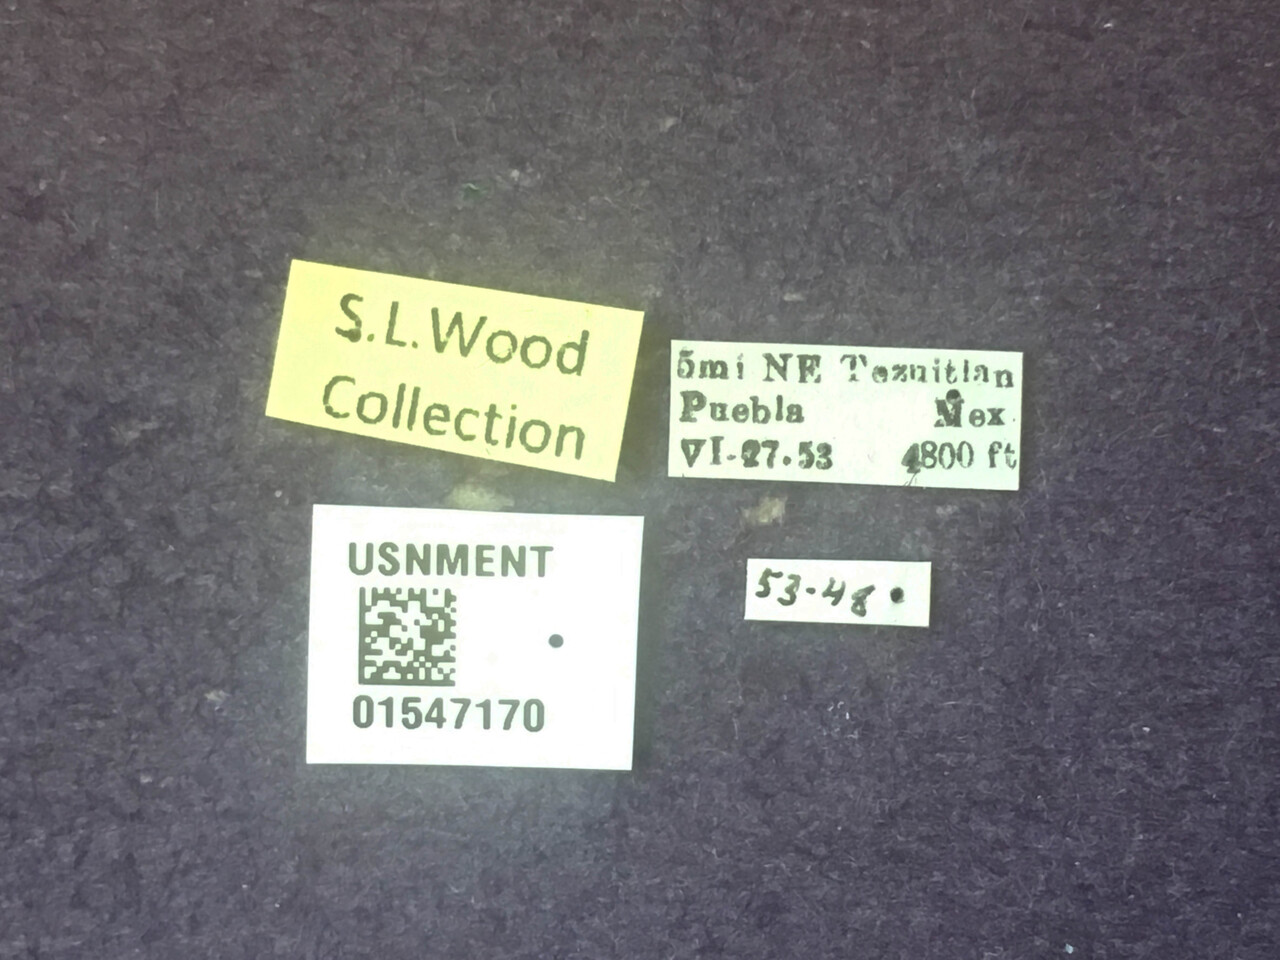 S.L.Wood
Collection
5mi NE Tezuitlan
Puebla Mex
VI-27.53 4800 ft
USNMENT
01547170
53-48